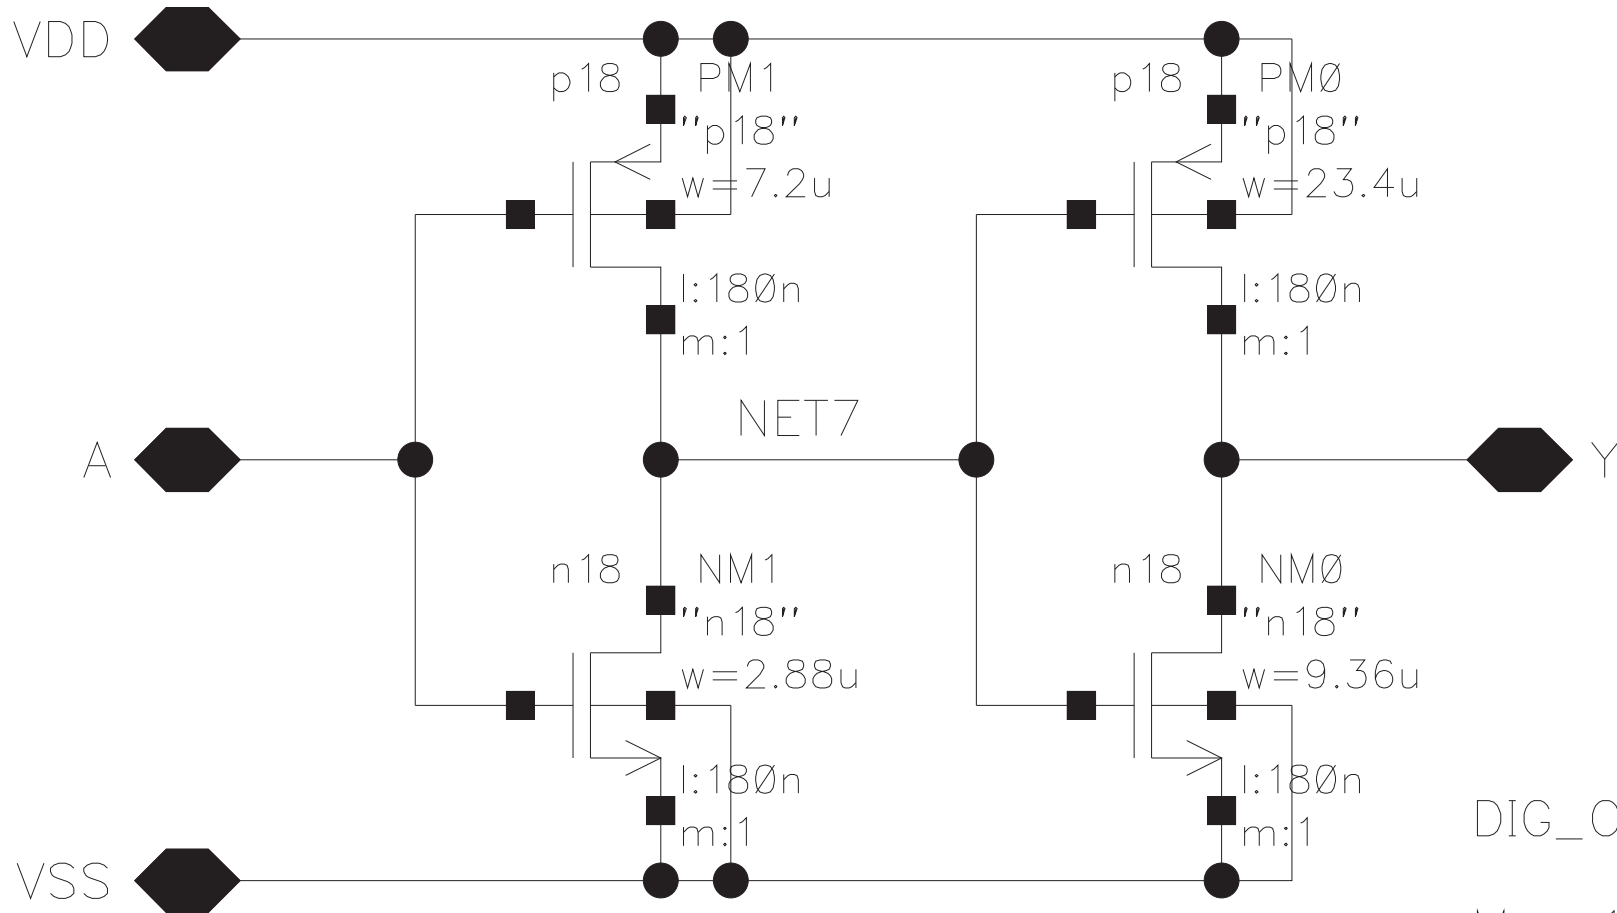 VDD
p18 PM1
"p18"
w=7.2u
l:180n
m:1
p18 PM0
"p18"
w=23.4u
l:180n
m:1
A
NET7
Y
n18 NM1
"n18"
w=2.88u
l:180n
m:1
n18 NM0
"n18"
w=9.36u
l:180n
m:1
VSS